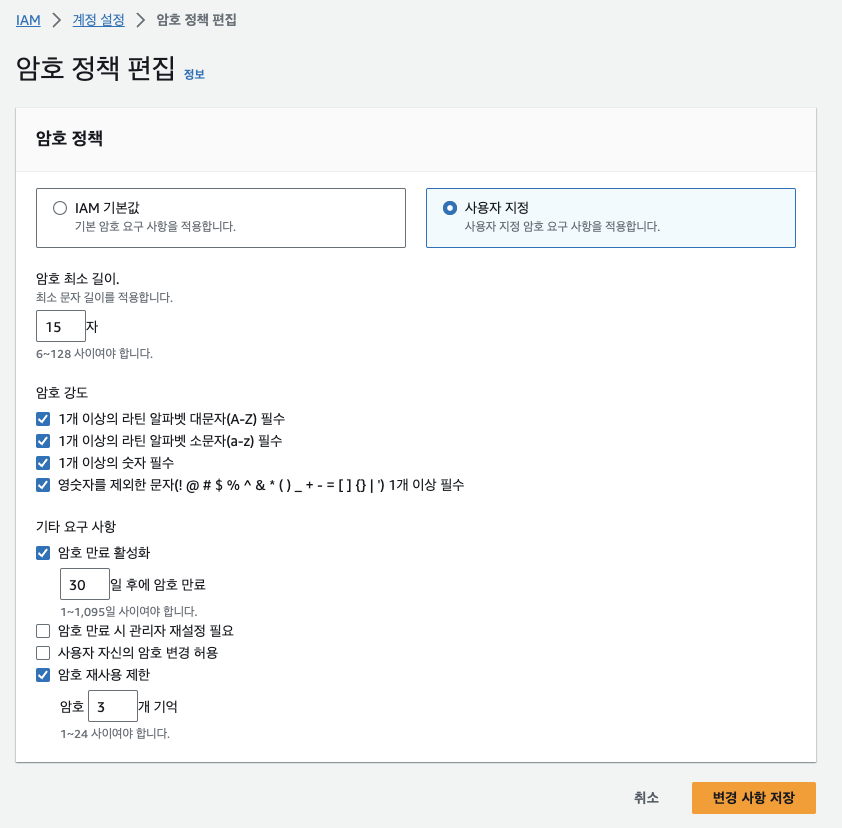 IAM > 계정 설정 > 암호 정책 편집
암호 정책 편집 정보
암호 정책
IAM 기본값
기본 암호 요구 사항을 적용합니다.
사용자 지정
사용자 지정 암호 요구 사항을 적용합니다.
암호 최소 길이.
최소 문자 길이를 적용합니다.
15 자
6~128 사이여야 합니다.
암호 강도
1개 이상의 라틴 알파벳 대문자(A-Z) 필수
1개 이상의 라틴 알파벳 소문자(a-z) 필수
1개 이상의 숫자 필수
영숫자를 제외한 문자(! @ # $ % ^ & * ( ) _ + - = [ ] {} | ') 1개 이상 필수
기타 요구 사항
암호 만료 활성화
30 일 후에 암호 만료
1~1,095일 사이여야 합니다.
암호 만료 시 관리자 재설정 필요
사용자 자신의 암호 변경 허용
암호 재사용 제한
암호 3 개 기억
1~24 사이여야 합니다.
취소 변경 사항 저장